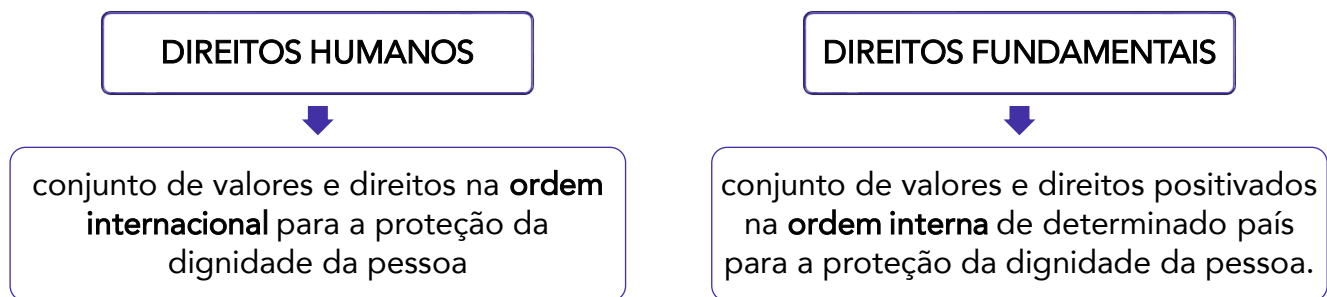 DIREITOS HUMANOS
conjunto de valores e direitos na ordem
internacional para a proteção da
dignidade da pessoa
DIREITOS FUNDAMENTAIS
conjunto de valores e direitos positivados
na ordem interna de determinado país
para a proteção da dignidade da pessoa.